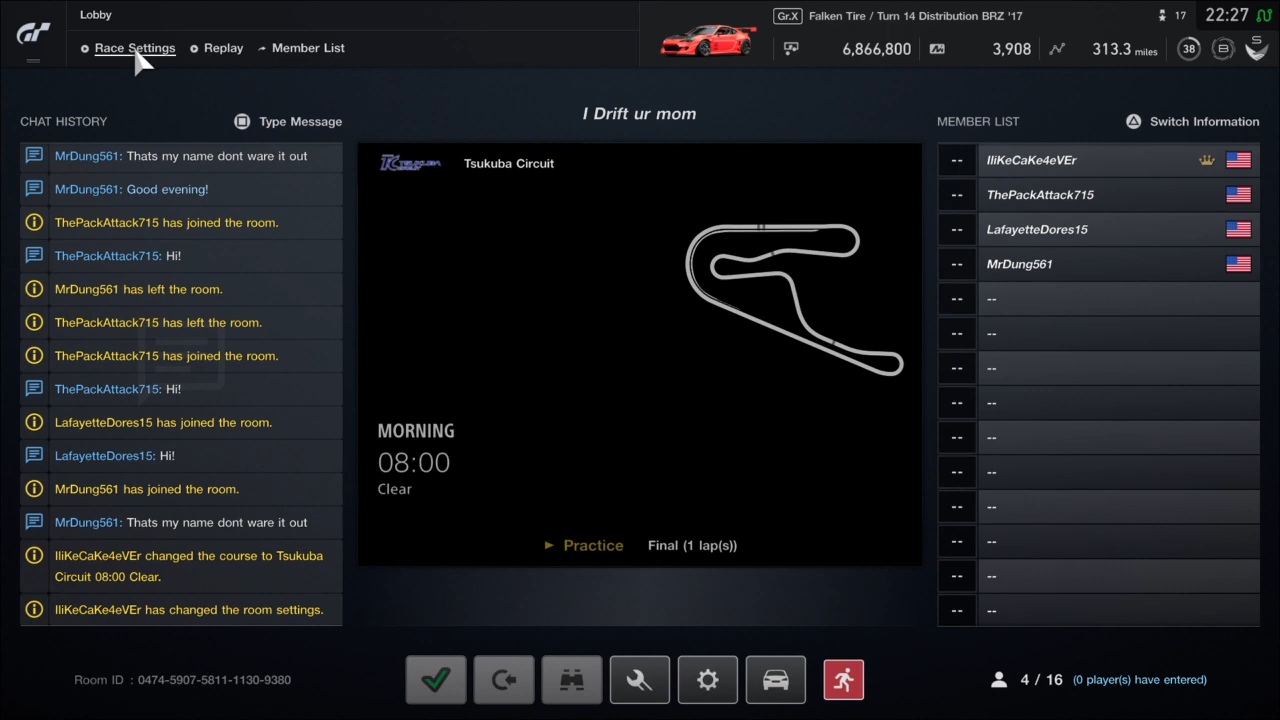 Lobby
Race Settings
Replay
Member List
Gr.X
Falken Tire / Turn 14 Distribution BRZ '17
17
22:27
6,866,800
3,908
313.3 miles
38
B
S
I Drift ur mom
CHAT HISTORY
Type Message
MrDung561: Thats my name dont ware it out
MrDung561: Good evening!
ThePackAttack715 has joined the room.
ThePackAttack715: Hi!
MrDung561 has left the room.
ThePackAttack715 has left the room.
ThePackAttack715 has joined the room.
ThePackAttack715: Hi!
LafayetteDores15 has joined the room.
LafayetteDores15: Hi!
MrDung561 has joined the room.
MrDung561: Thats my name dont ware it out
IliKeCaKe4eVEr changed the course to Tsukuba
Circuit 08:00 Clear.
IliKeCaKe4eVEr has changed the room settings.
TSUKUBA CIRCUIT
Tsukuba Circuit
MORNING
08:00
Clear
Practice
Final (1 lap(s))
MEMBER LIST
Switch Information
-- IliKeCaKe4eVEr
-- ThePackAttack715
-- LafayetteDores15
-- MrDung561
-- --
-- --
-- --
-- --
-- --
-- --
-- --
-- --
-- --
-- --
Room ID : 0474-5907-5811-1130-9380
4 / 16
(0 player(s) have entered)